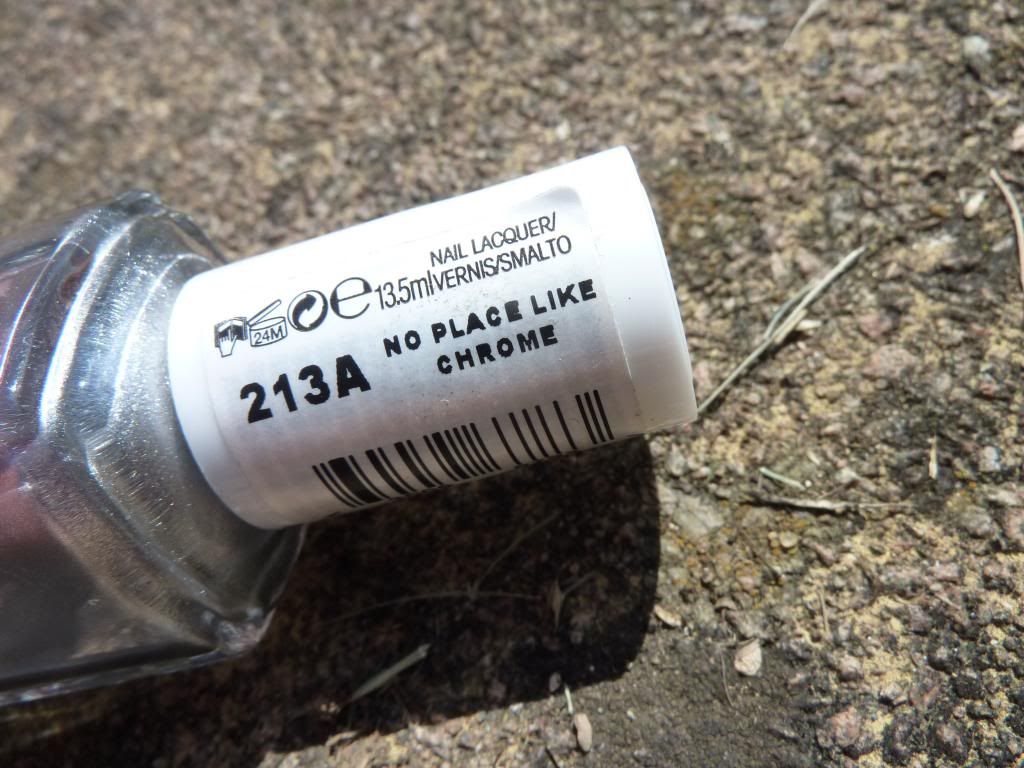 NAIL LACQUER/
24M e 13.5ml VERNIS/SMALTO
213A NO PLACE LIKE
CHROME